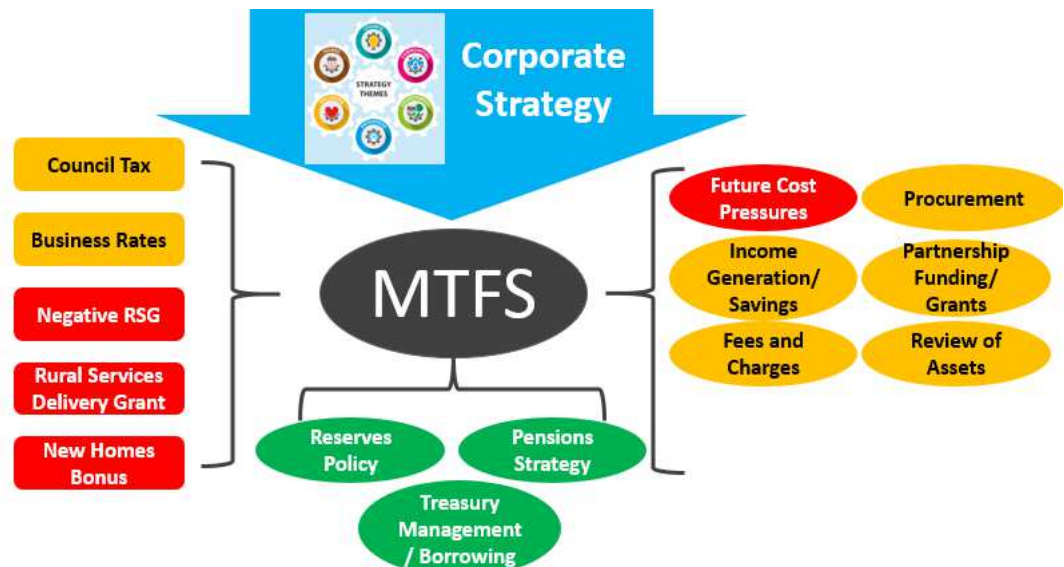 Corporate
Strategy
STRATEGY
THEMES
Council Tax
Business Rates
Negative RSG
Rural Services
Delivery Grant
New Homes
Bonus
MTFS
Reserves
Policy
Pensions
Strategy
Treasury
Management
/ Borrowing
Future Cost
Pressures
Procurement
Income
Generation/
Savings
Partnership
Funding/
Grants
Fees and
Charges
Review of
Assets